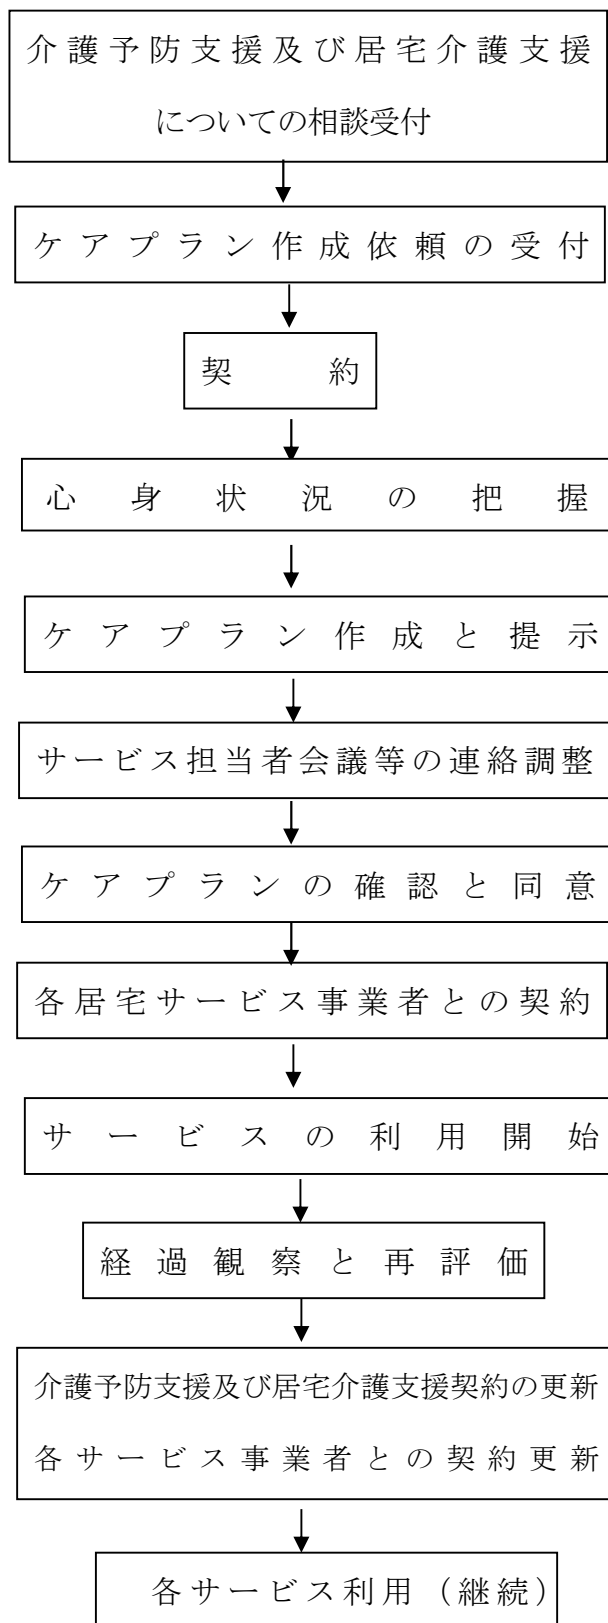 介護予防支援及び居宅介護支援
についての相談受付
ケアプラン作成依頼の受付
契約
心身状況の把握
ケアプラン作成と提示
サービス担当者会議等の連絡調整
ケアプランの確認と同意
各居宅サービス事業者との契約
サービスの利用開始
経過観察と再評価
介護予防支援及び居宅介護支援契約の更新
各サービス事業者との契約更新
各サービス利用（継続）